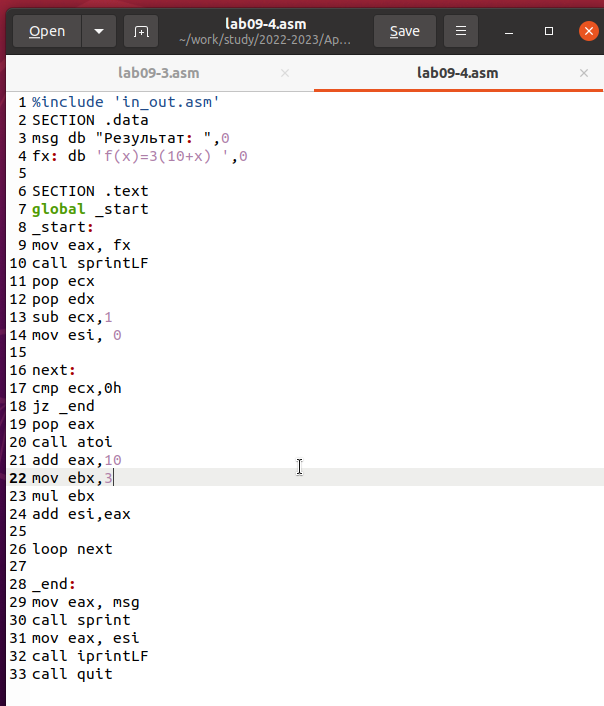 Open
lab09-4.asm
~/work/study/2022-2023/Ap...
Save
lab09-3.asm
lab09-4.asm
1 %include 'in_out.asm'
2 SECTION .data
3 msg db "Результат: ",0
4 fx: db 'f(x)=3(10+x) ',0
5
6 SECTION .text
7 global _start
8 _start:
9 mov eax, fx
10 call sprintLF
11 pop ecx
12 pop edx
13 sub ecx,1
14 mov esi, 0
15
16 next:
17 cmp ecx,0h
18 jz _end
19 pop eax
20 call atoi
21 add eax,10
22 mov ebx,3
23 mul ebx
24 add esi,eax
25
26 loop next
27
28 _end:
29 mov eax, msg
30 call sprint
31 mov eax, esi
32 call iprintLF
33 call quit